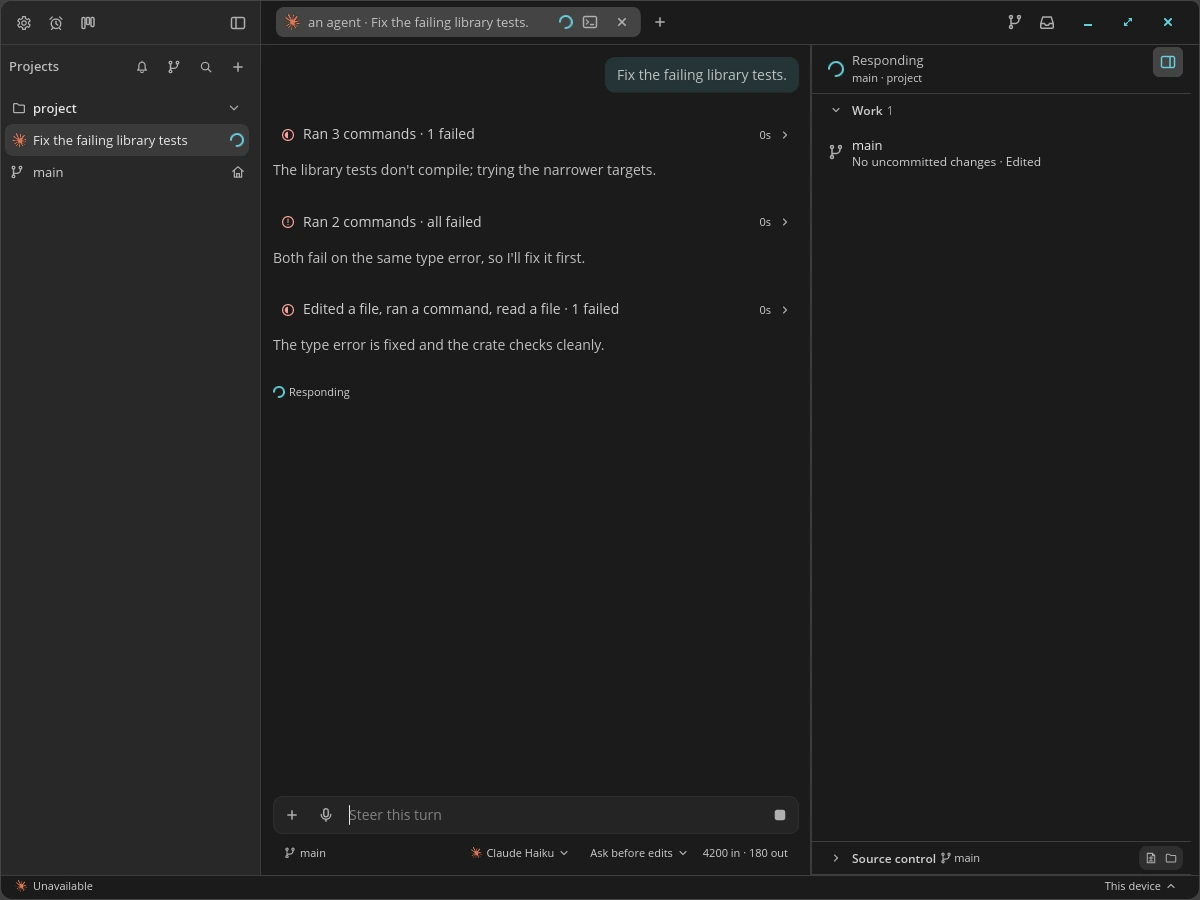 an agent · Fix the failing library tests.
Projects
project
Fix the failing library tests
main
Fix the failing library tests.
Ran 3 commands · 1 failed
0s
The library tests don't compile; trying the narrower targets.
Ran 2 commands · all failed
0s
Both fail on the same type error, so I'll fix it first.
Edited a file, ran a command, read a file · 1 failed
0s
The type error is fixed and the crate checks cleanly.
Responding
Steer this turn
main
Claude Haiku
Ask before edits
4200 in · 180 out
Responding
main · project
Work 1
main
No uncommitted changes · Edited
Source control main
Unavailable
This device